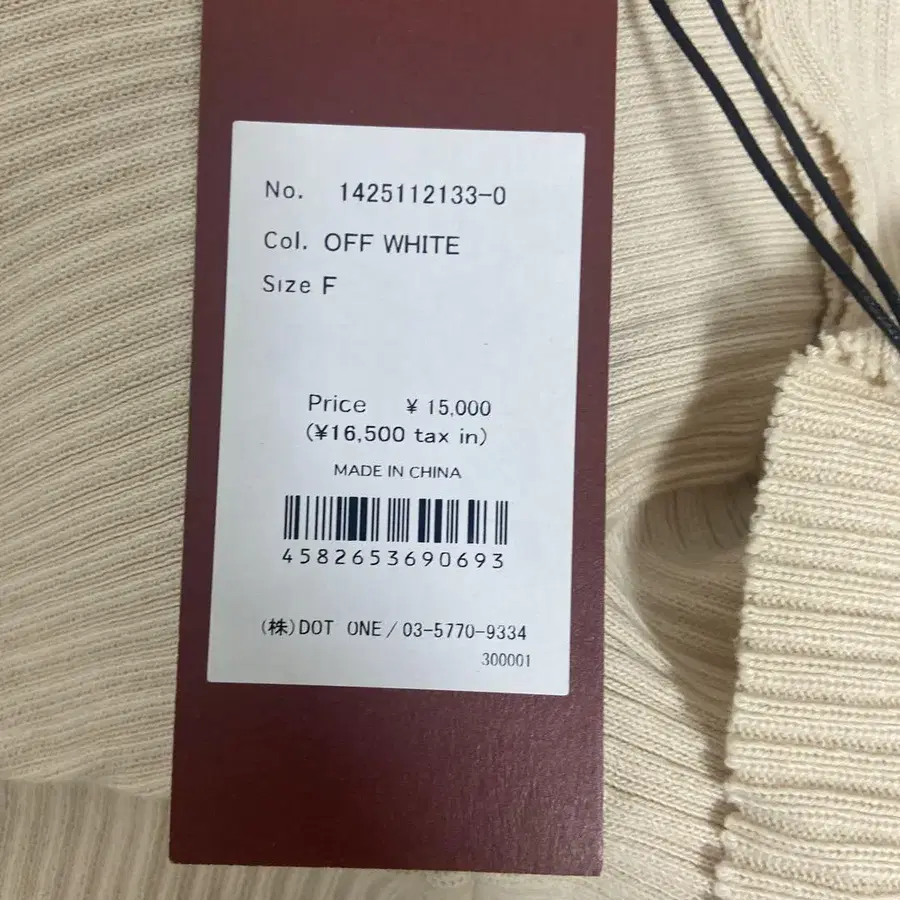 No. 1425112133-0
Col. OFF WHITE
Size F
Price ¥ 15,000
(¥16,500 tax in)
MADE IN CHINA
4582653690693
(株)DOT ONE / 03-5770-9334
300001